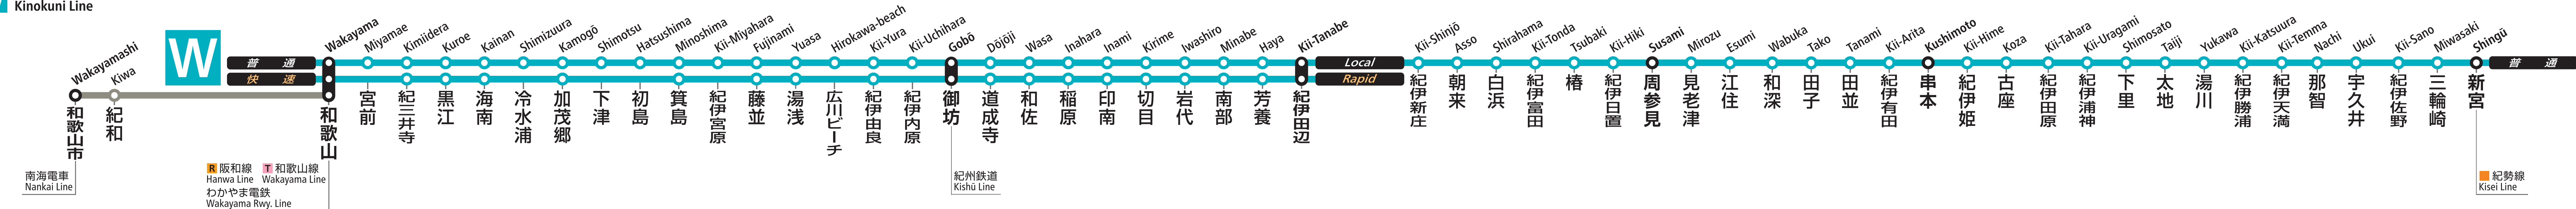 Kinokuni Line
W
普 通
快 速
Local
Rapid
普 通
Wakayamashi
Kiwa
Wakayama
Miyamae
Kimiidera
Kuroe
Kainan
Shimizuura
Kamogō
Shimotsu
Hatsushima
Minoshima
Kii-Miyahara
Fujinami
Yuasa
Hirokawa-beach
Kii-Yura
Kii-Uchihara
Gobō
Dōjōji
Wasa
Inahara
Inami
Kirime
Iwashiro
Minabe
Haya
Kii-Tanabe
Kii-Shinjō
Asso
Shirahama
Kii-Tonda
Tsubaki
Kii-Hiki
Susami
Mirozu
Esumi
Wabuka
Tako
Tanami
Kii-Arita
Kushimoto
Kii-Hime
Koza
Kii-Tahara
Kii-Uragami
Shimosato
Taiji
Yukawa
Kii-Katsuura
Kii-Temma
Nachi
Ukui
Kii-Sano
Miwasaki
Shingū
和歌山市
紀和
和歌山
宮前
紀三井寺
黒江
海南
冷水浦
加茂郷
下津
初島
箕島
紀伊宮原
藤並
湯浅
広川ビーチ
紀伊由良
紀伊内原
御坊
道成寺
和佐
稲原
印南
切目
岩代
南部
芳養
紀伊田辺
紀伊新庄
朝来
白浜
紀伊富田
椿
紀伊日置
周参見
見老津
江住
和深
田子
田並
紀伊有田
串本
紀伊姫
古座
紀伊田原
紀伊浦神
下里
太地
湯川
紀伊勝浦
紀伊天満
那智
宇久井
紀伊佐野
三輪崎
新宮
南海電車
Nankai Line
R 阪和線
Hanwa Line
T 和歌山線
Wakayama Line
わかやま電鉄
Wakayama Rwy. Line
紀州鉄道
Kishū Line
紀勢線
Kisei Line